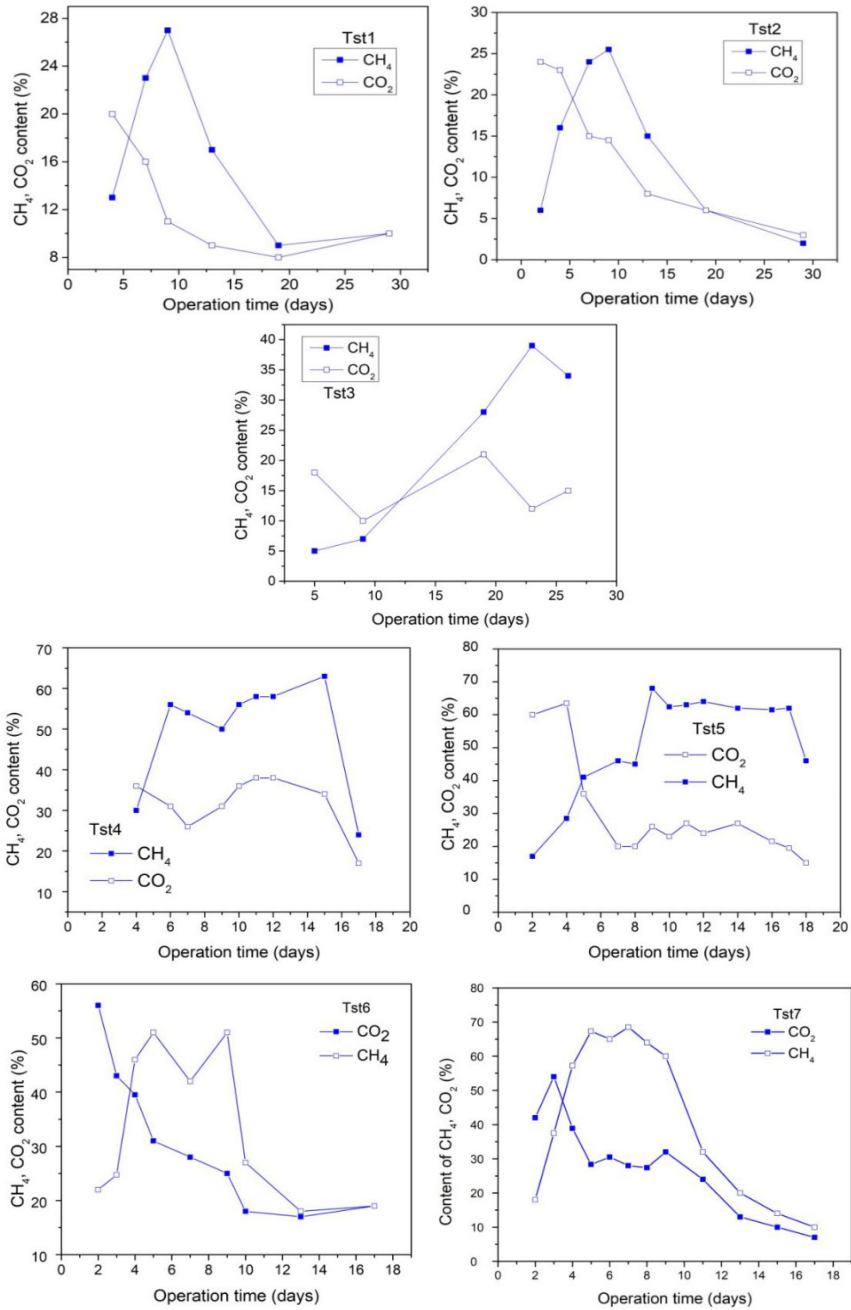 Tst1
CH₄
CO₂
CH₄, CO₂ content (%)
28
24
20
16
12
8
0 5 10 15 20 25 30
Operation time (days)
Tst2
CH₄
CO₂
CH₄, CO₂ content (%)
30
25
20
15
10
5
0
0 5 10 15 20 25 30
Operation time (days)
CH₄
CO₂
Tst3
CH₄, CO₂ content (%)
40
35
30
25
20
15
10
5
0
5 10 15 20 25 30
Operation time (days)
CH₄, CO₂ content (%)
70
60
50
40
30
20
10
Tst4
CH₄
CO₂
0 2 4 6 8 10 12 14 16 18 20
Operation time (days)
CH₄, CO₂ content (%)
80
70
60
50
40
30
20
10
0
Tst5
CO₂
CH₄
0 2 4 6 8 10 12 14 16 18 20
Operation time (days)
Tst6
CO₂
CH4
CH₄, CO₂ content (%)
60
50
40
30
20
10
0 2 4 6 8 10 12 14 16 18
Operation time (days)
Tst7
CO₂
CH₄
Content of CH₄, CO₂ (%)
80
70
60
50
40
30
20
10
0
0 2 4 6 8 10 12 14 16 18
Operation time (days)